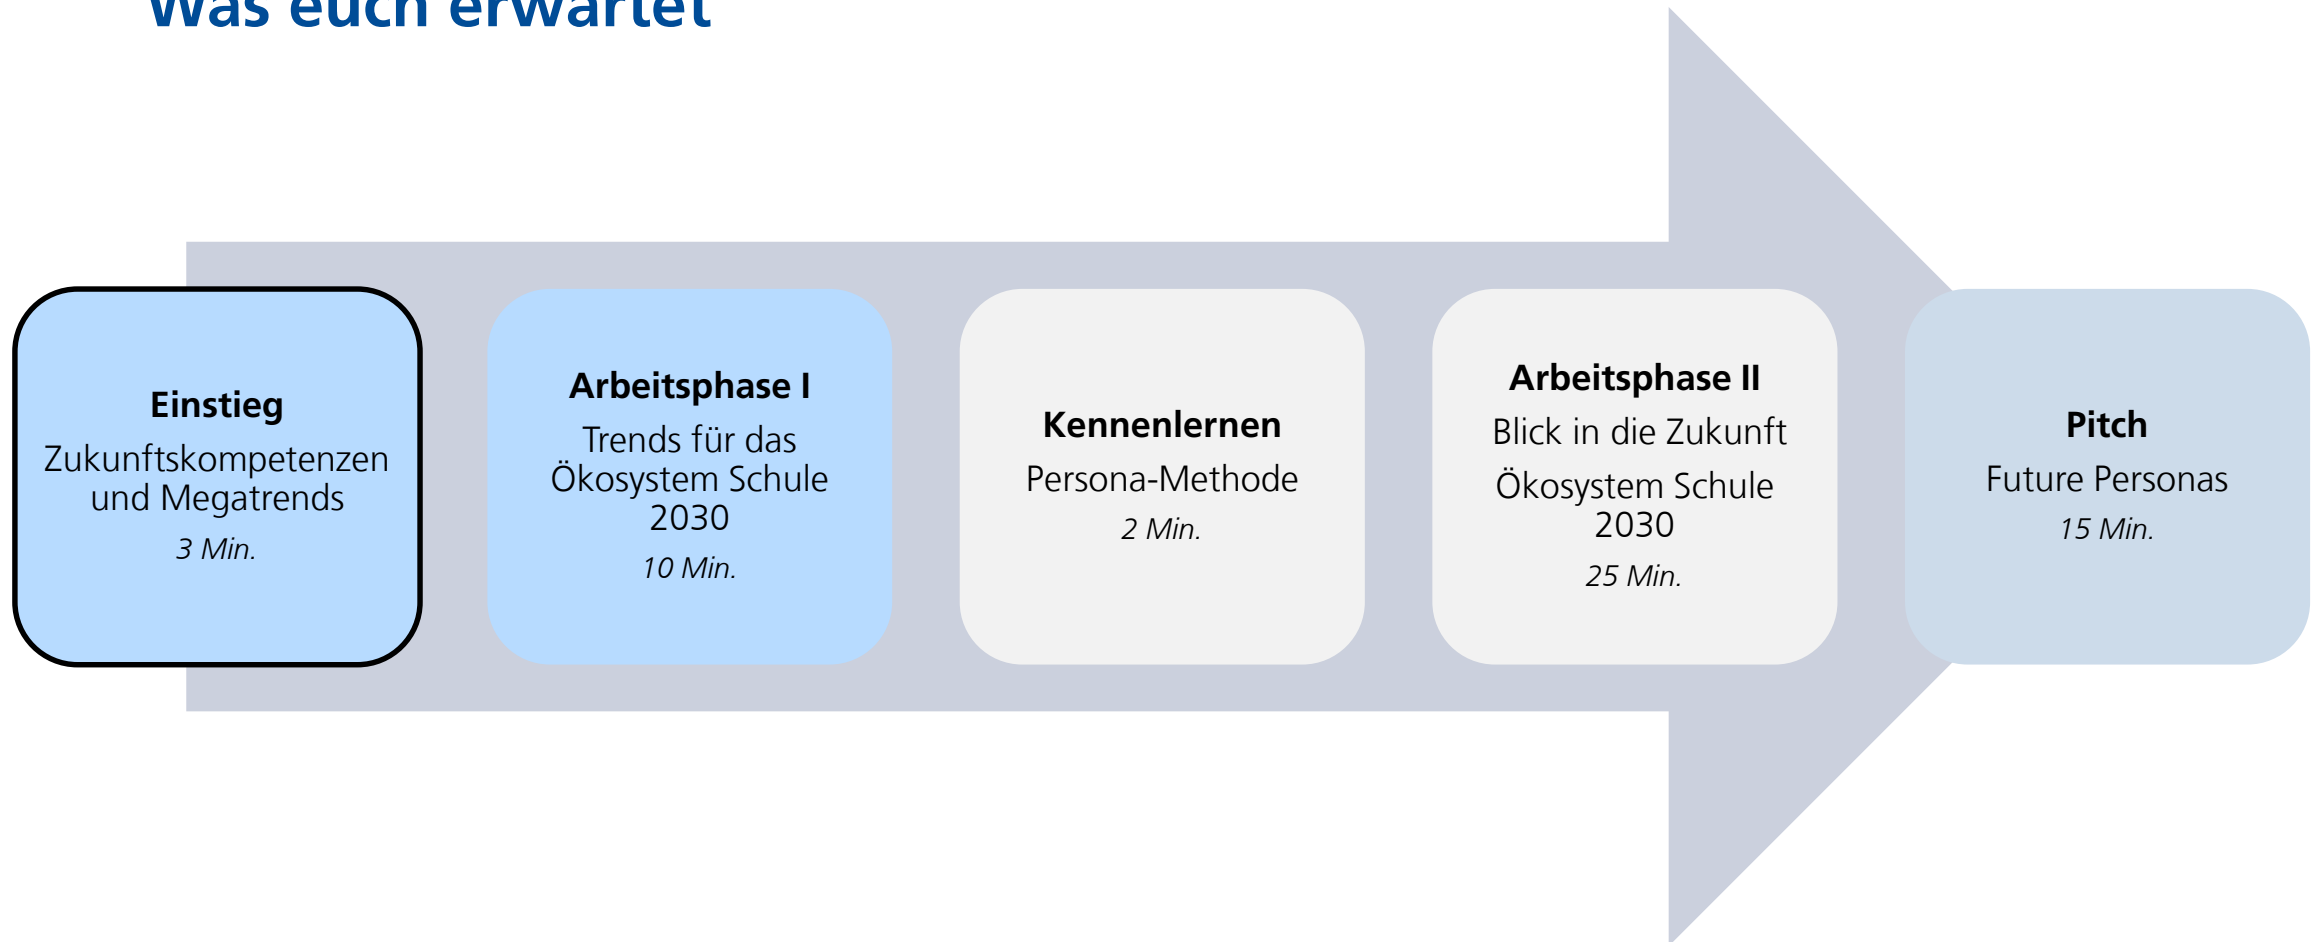 Was euch erwartet
Einstieg
Zukunftskompetenzen
und Megatrends
3 Min.
Arbeitsphase I
Trends für das
Ökosystem Schule
2030
10 Min.
Kennenlernen
Persona-Methode
2 Min.
Arbeitsphase II
Blick in die Zukunft
Ökosystem Schule
2030
25 Min.
Pitch
Future Personas
15 Min.